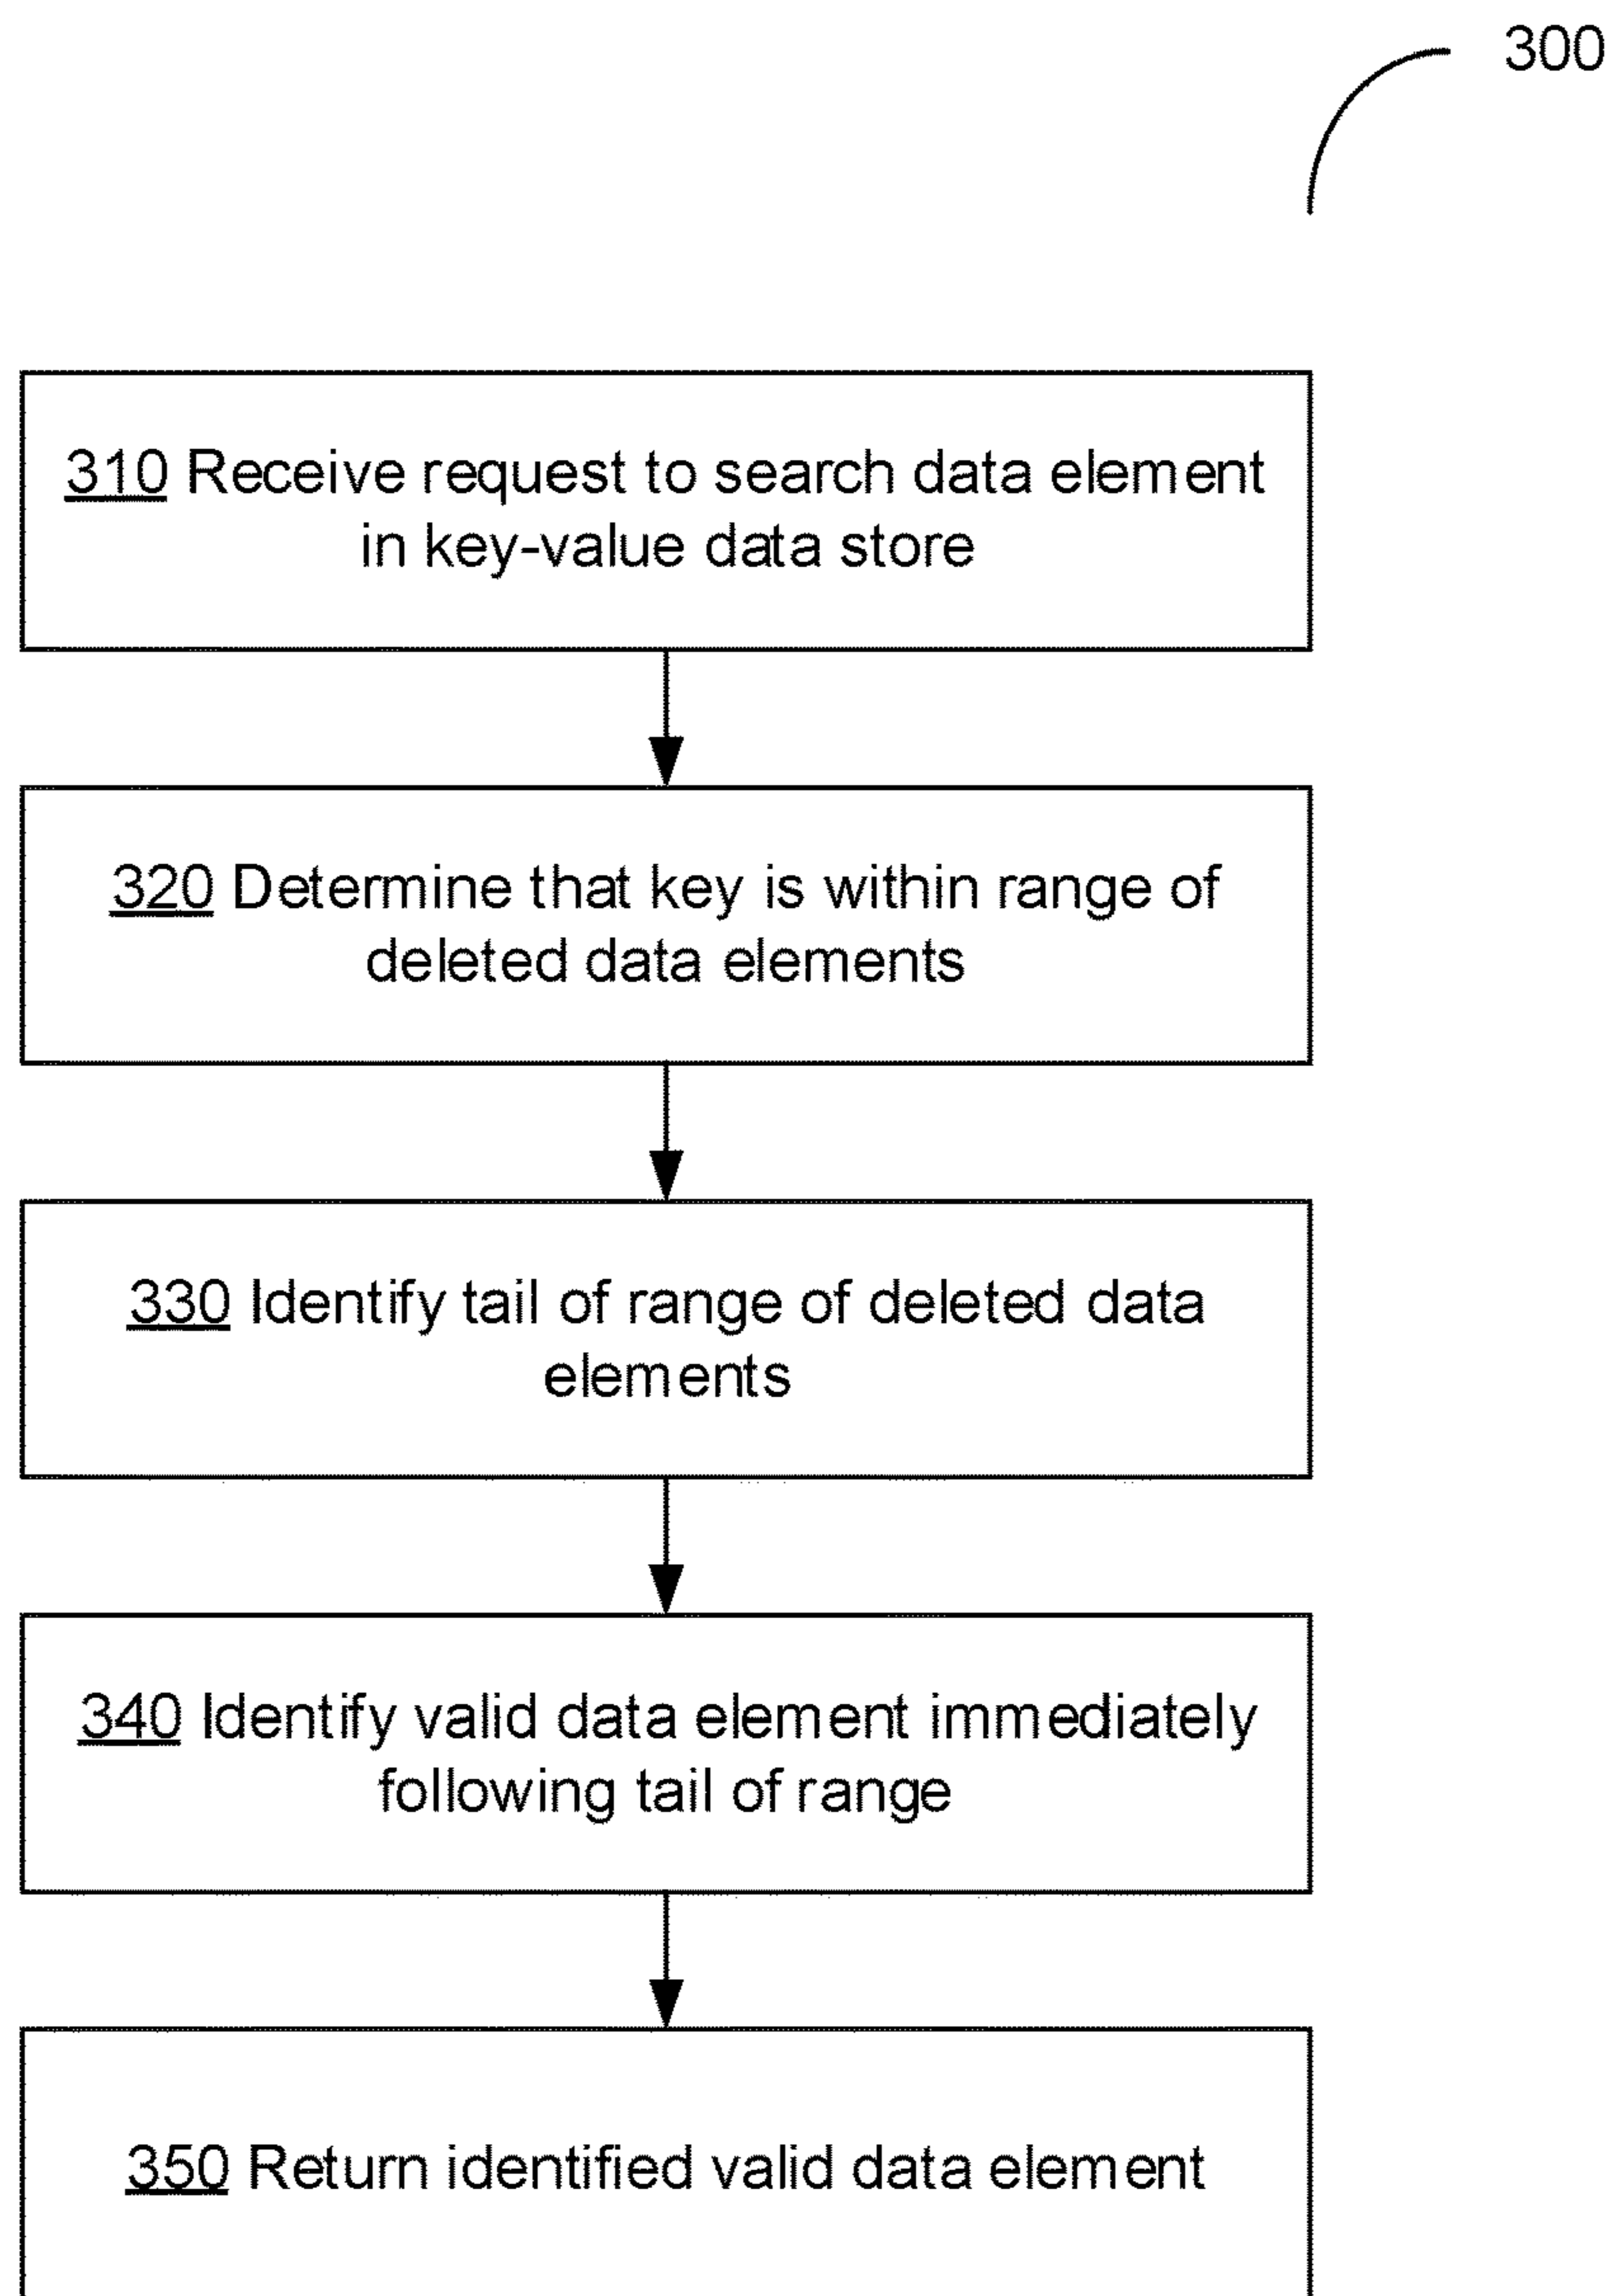 300
310 Receive request to search data element
in key-value data store
320 Determine that key is within range of
deleted data elements
330 Identify tail of range of deleted data
elements
340 Identify valid data element immediately
following tail of range
350 Return identified valid data element